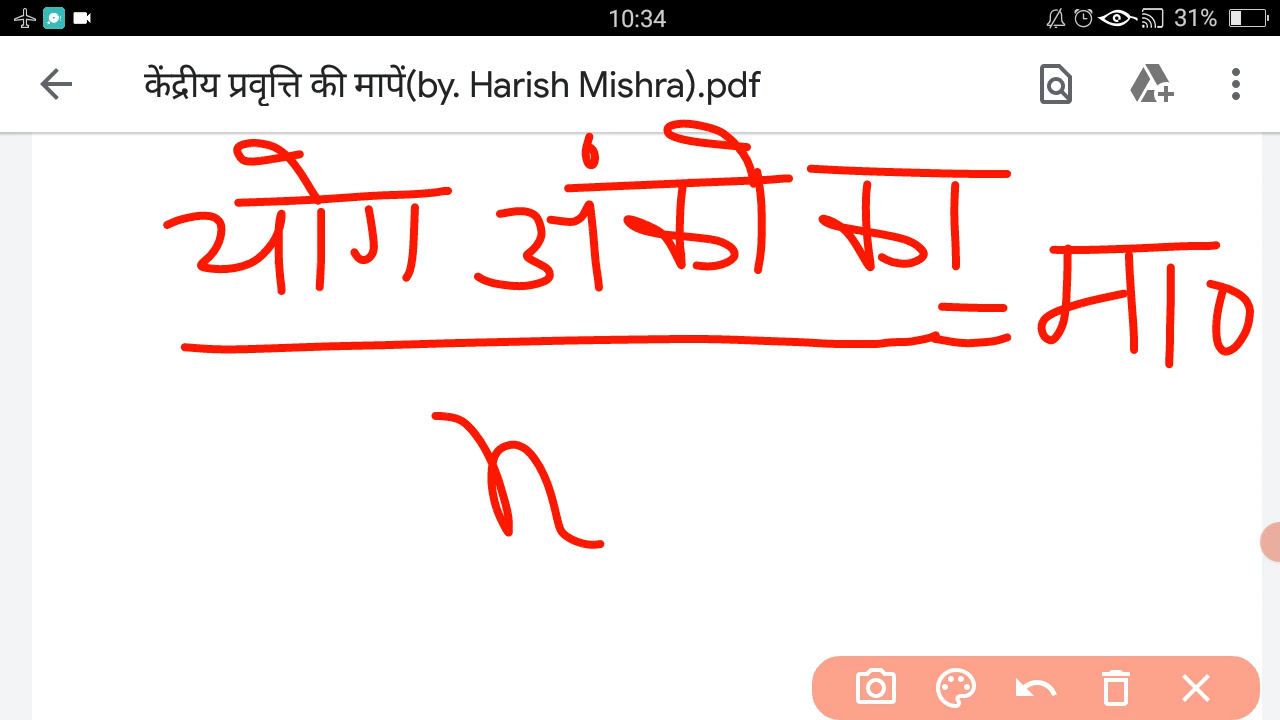 10:34 31%
केंद्रीय प्रवृत्ति की मापें(by. Harish Mishra).pdf
योग अंको का = मा०
n